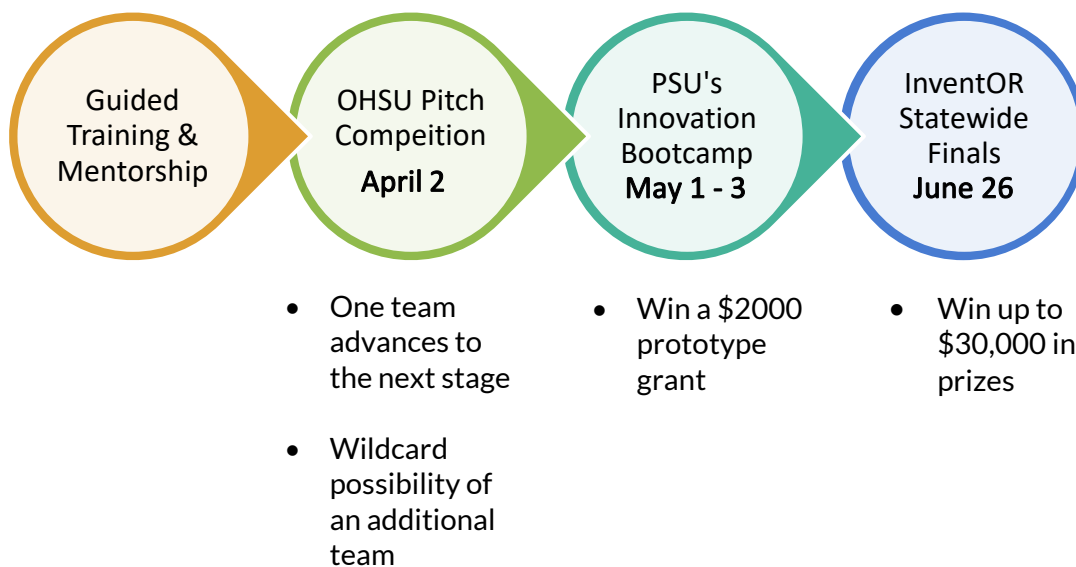 Guided
Training &
Mentorship
OHSU Pitch
Compeition
April 2
PSU's
Innovation
Bootcamp
May 1 - 3
InventOR
Statewide
Finals
June 26
• One team
advances to
the next stage
• Wildcard
possibility of
an additional
team
• Win a $2000
prototype
grant
• Win up to
$30,000 in
prizes